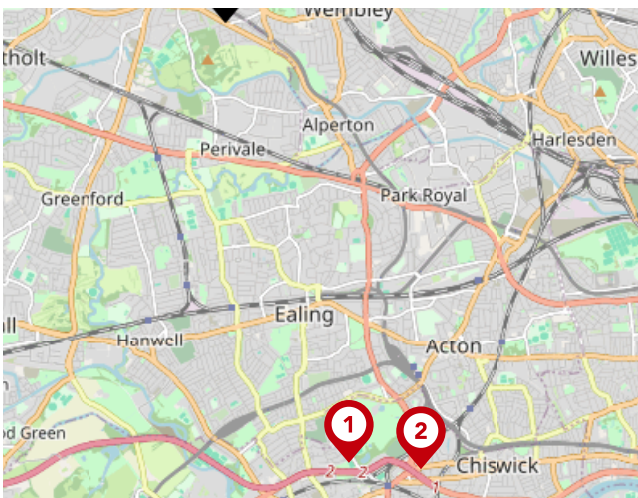 Wembley
tholt
Willes
Alperton
Harlesden
Perivale
Park Royal
Greenford
Ealing
all
Hanwell
Acton
1
2
od Green
Chiswick
2
2
1